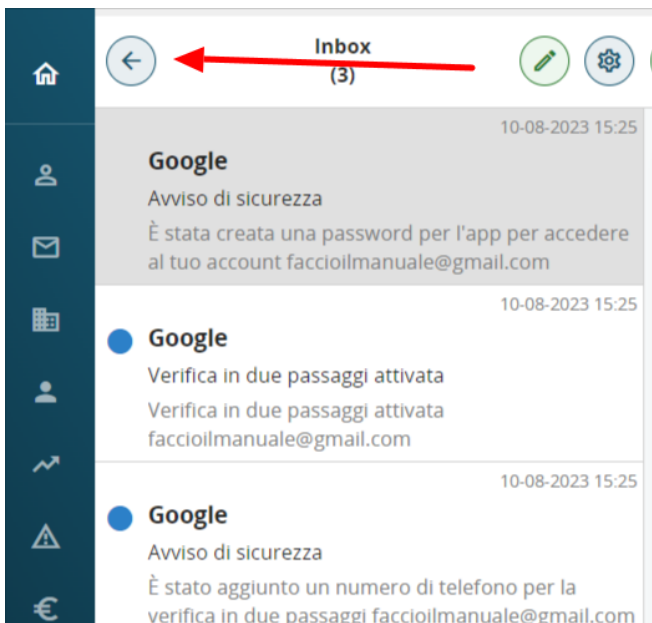 Inbox
(3)
10-08-2023 15:25
Google
Avviso di sicurezza
È stata creata una password per l'app per accedere
al tuo account faccioilmanuale@gmail.com
10-08-2023 15:25
Google
Verifica in due passaggi attivata
Verifica in due passaggi attivata
faccioilmanuale@gmail.com
10-08-2023 15:25
Google
Avviso di sicurezza
È stato aggiunto un numero di telefono per la
verifica in due passaggi faccioilmanuale@gmail.com